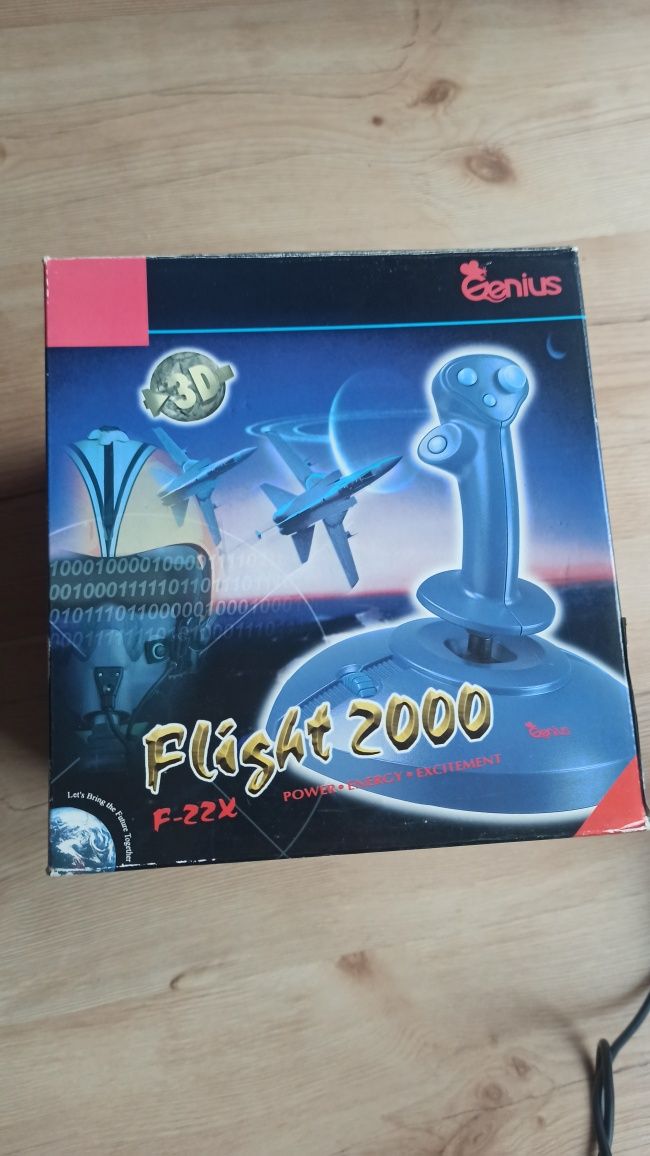 Genius
3D
Flight 2000
Genius
POWER • ENERGY • EXCITEMENT
F-22X
Let's Bring the Future Together